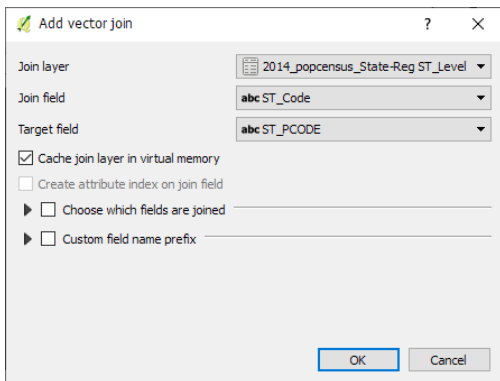 Add vector join ?
Join layer 2014_popcensus_State-Reg ST_Level
Join field abc ST_Code
Target field abc ST_PCODE
Cache join layer in virtual memory
Create attribute index on join field
Choose which fields are joined
Custom field name prefix
OK Cancel